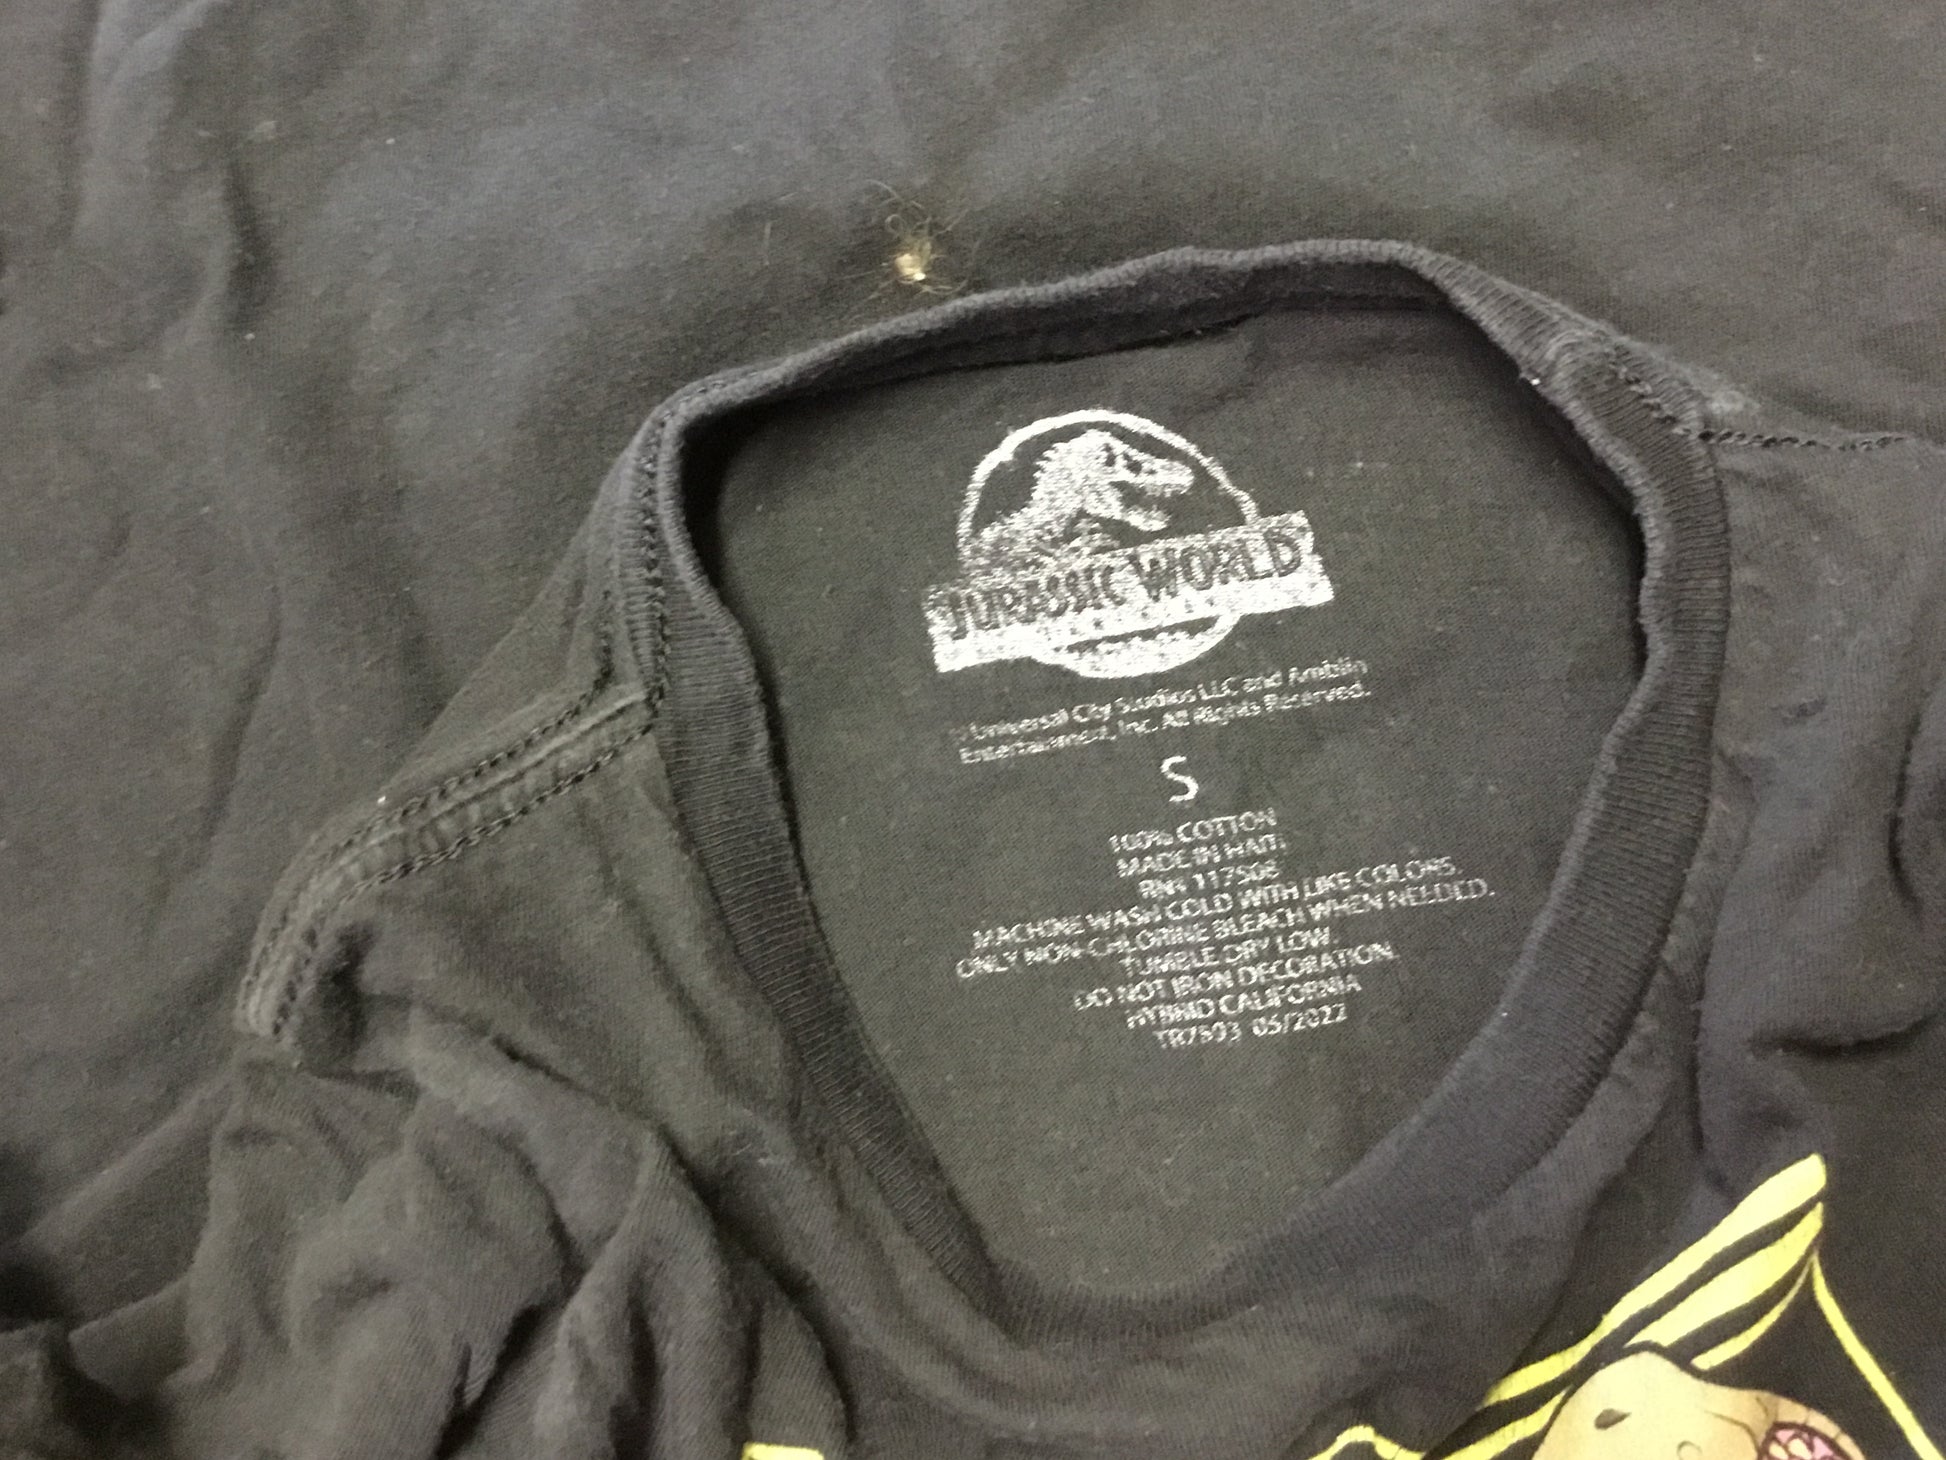 JURASSIC WORLD
Universal City Studios LLC and Amblin
Entertainment, Inc. All Rights Reserved.
S
100% COTTON
MADE IN HAITI
RN# 117508
MACHINE WASH COLD WITH LIKE COLORS.
ONLY NON-CHLORINE BLEACH WHEN NEEDED.
TUMBLE DRY LOW.
DO NOT IRON DECORATION.
HYBRID CALIFORNIA
05/2022